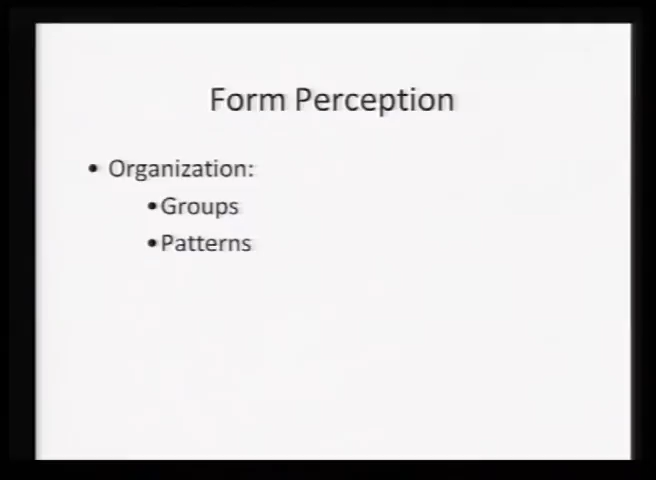 Form Perception
• Organization:
•Groups
•Patterns